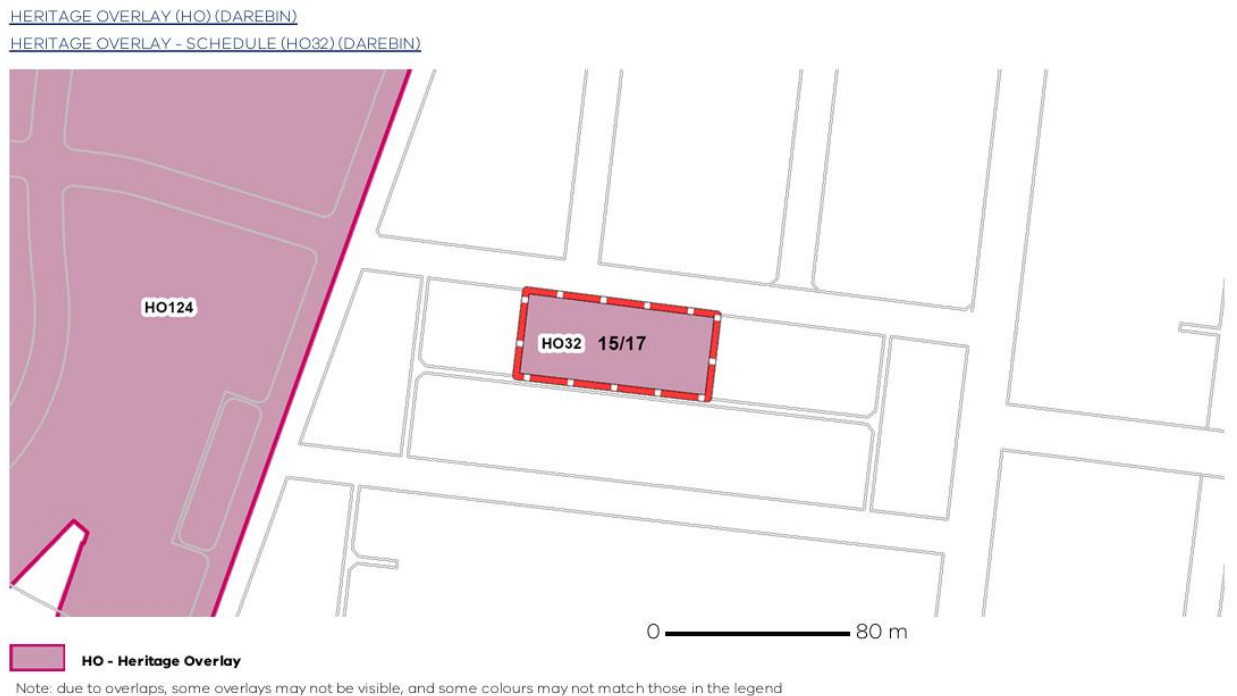 HERITAGE OVERLAY (HO) (DAREBIN)
HERITAGE OVERLAY - SCHEDULE (HO32) (DAREBIN)
HO124
HO32 15/17
0 80 m
HO - Heritage Overlay
Note: due to overlaps, some overlays may not be visible, and some colours may not match those in the legend